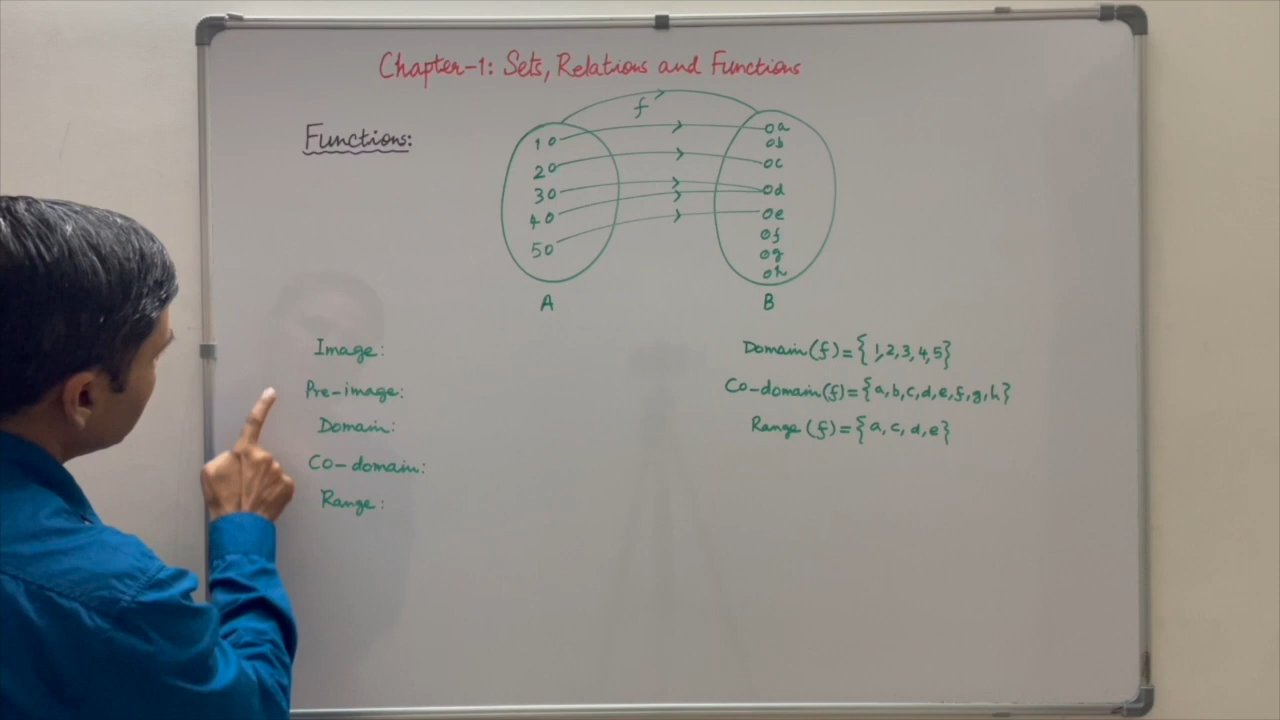 Chapter-1: Sets, Relations and Functions
Functions:
f
1
2
3
4
5
A
a
b
c
d
e
f
g
h
B
Image:
Pre-image:
Domain:
Co-domain:
Range:
Domain(f)={1,2,3,4,5}
Co-domain(f)={a,b,c,d,e,f,g,h}
Range(f)={a,c,d,e}